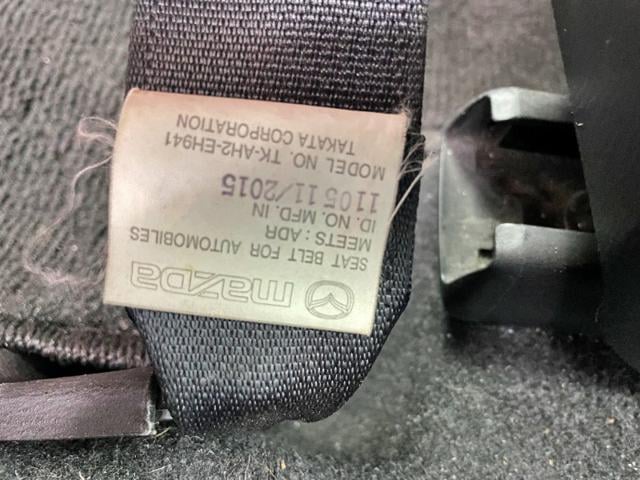 mazda
SEAT BELT FOR AUTOMOBILES
MEETS : ADR
ID. NO. MFD. IN
1105 11/2015
MODEL NO. TK-AH2-EH941
TAKATA CORPORATION